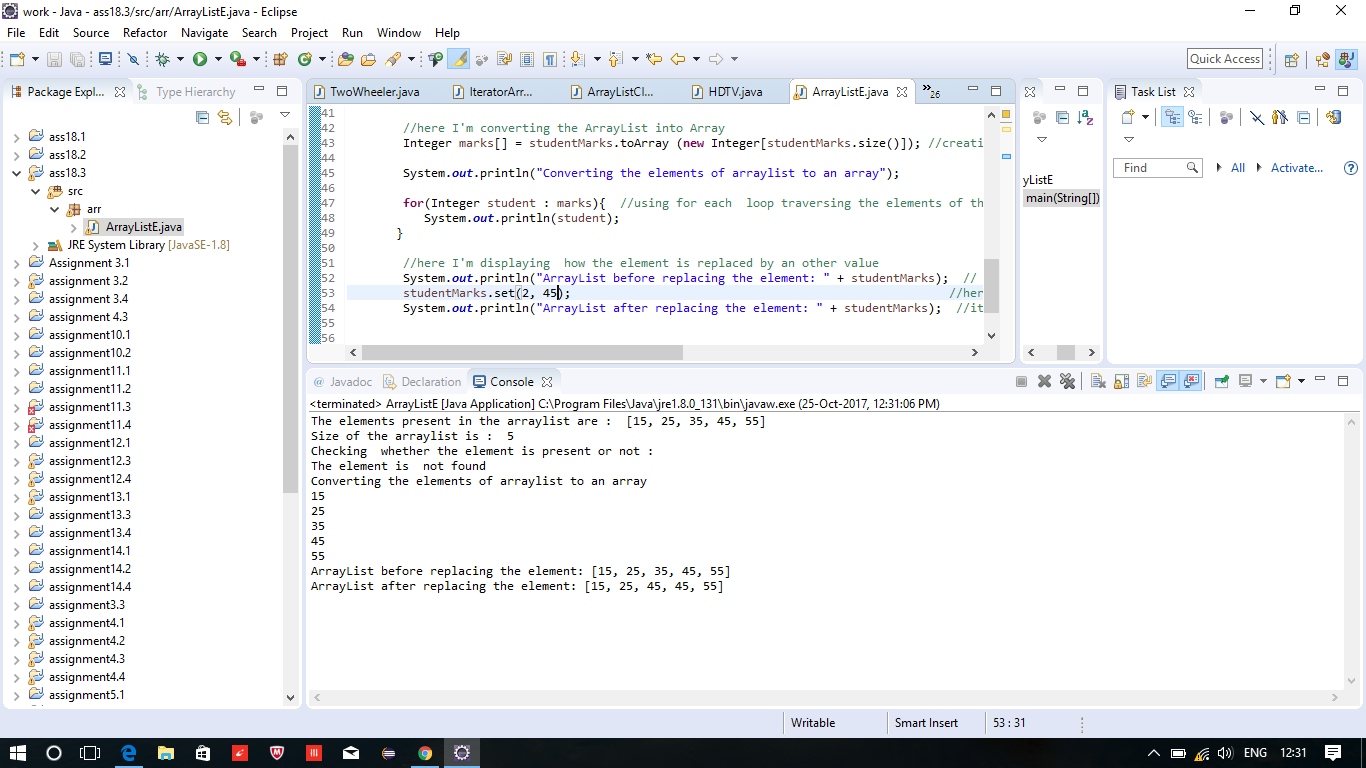 work - Java - ass18.3/src/arr/ArrayListE.java - Eclipse
File Edit Source Refactor Navigate Search Project Run Window Help
Quick Access
Package Expl...
Type Hierarchy
ass18.1
ass18.2
ass18.3
src
arr
ArrayListE.java
JRE System Library [JavaSE-1.8]
Assignment 3.1
assignment 3.2
assignment 3.4
assignment 4.3
assignment10.1
assignment10.2
assignment11.1
assignment11.2
assignment11.3
assignment11.4
assignment12.1
assignment12.3
assignment12.4
assignment13.1
assignment13.3
assignment13.4
assignment14.1
assignment14.2
assignment14.4
assignment3.3
assignment4.1
assignment4.2
assignment4.3
assignment4.4
assignment5.1
TwoWheeler.java
IteratorArr...
ArrayListCl...
HDTV.java
ArrayListE.java
»26
41
42 //here I'm converting the ArrayList into Array
43 Integer marks[] = studentMarks.toArray (new Integer[studentMarks.size()]); //creati
44
45 System.out.println("Converting the elements of arraylist to an array");
46
47 for(Integer student : marks){ //using for each loop traversing the elements of th
48 System.out.println(student);
49 }
50
51 //here I'm displaying how the element is replaced by an other value
52 System.out.println("ArrayList before replacing the element: " + studentMarks); //
53 studentMarks.set(2, 45); //her
54 System.out.println("ArrayList after replacing the element: " + studentMarks); //it
55
56
yListE
main(String[])
Task List
Find
All
Activate...
@ Javadoc
Declaration
Console
<terminated> ArrayListE [Java Application] C:\Program Files\Java\jre1.8.0_131\bin\javaw.exe (25-Oct-2017, 12:31:06 PM)
The elements present in the arraylist are : [15, 25, 35, 45, 55]
Size of the arraylist is : 5
Checking whether the element is present or not :
The element is not found
Converting the elements of arraylist to an array
15
25
35
45
55
ArrayList before replacing the element: [15, 25, 35, 45, 55]
ArrayList after replacing the element: [15, 25, 45, 45, 55]
Writable
Smart Insert
53 : 31
ENG
12:31